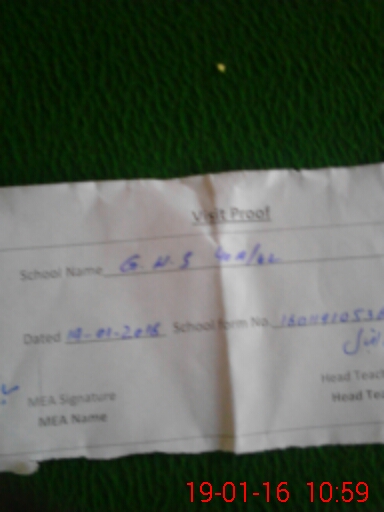 Visit Proof
School Name G.H.S
Dated 19-01-2016 School form No.
MEA Signature Head Teac
MEA Name Head Tea
19-01-16 10:59